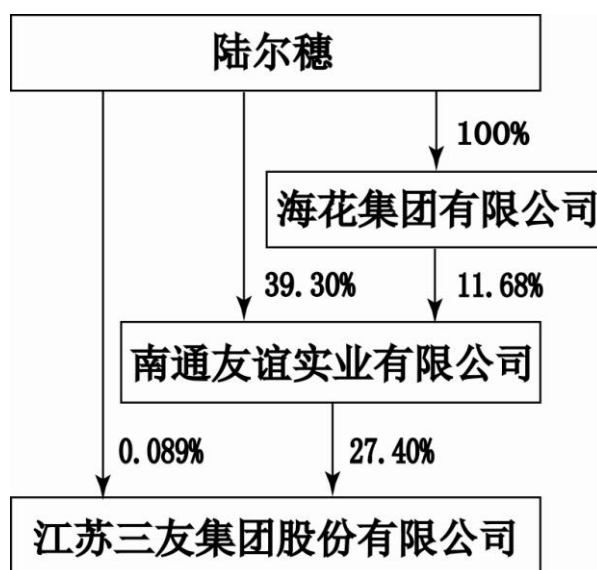 陆尔穗
100%
海花集团有限公司
39.30%
11.68%
南通友谊实业有限公司
0.089%
27.40%
江苏三友集团股份有限公司